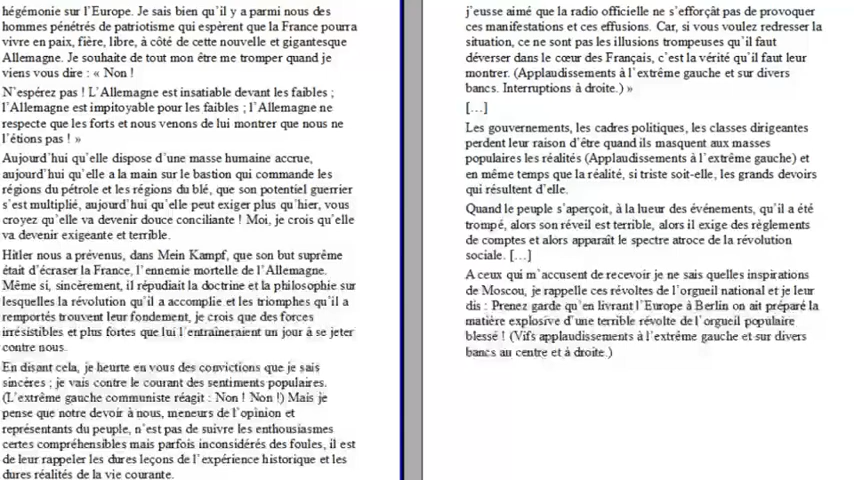 hégémonie sur l'Europe. Je sais bien qu'il y a parmi nous des
hommes pénétrés de patriotisme qui espèrent que la France pourra
vivre en paix, fière, libre, à côté de cette nouvelle et gigantesque
Allemagne. Je souhaite de tout mon être me tromper quand je
viens vous dire : « Non !
N'espérez pas ! L'Allemagne est insatiable devant les faibles ;
l'Allemagne est impitoyable pour les faibles ; l'Allemagne ne
respecte que les forts et nous venons de lui montrer que nous ne
l'étions pas ! »
Aujourd'hui qu'elle dispose d'une masse humaine accrue,
aujourd'hui qu'elle a la main sur le bastion qui commande les
régions du pétrole et les régions du blé, que son potentiel guerrier
s'est multiplié, aujourd'hui qu'elle peut exiger plus qu'hier, vous
croyez qu'elle va devenir douce conciliante ! Moi, je crois qu'elle
va devenir exigeante et terrible.
Hitler nous a prévenus, dans Mein Kampf, que son but suprême
était d'écraser la France, l'ennemie mortelle de l'Allemagne.
Même si, sincèrement, il répudiait la doctrine et la philosophie sur
lesquelles la révolution qu'il a accomplie et les triomphes qu'il a
remportés trouvent leur fondement, je crois que des forces
irrésistibles et plus fortes que lui l'entraineraient un jour à se jeter
contre nous.
En disant cela, je heurte en vous des convictions que je sais
sincères ; je vais contre le courant des sentiments populaires.
(L'extrême gauche communiste réagit : Non ! Non !) Mais je
pense que notre devoir à nous, meneurs de l'opinion et
représentants du peuple, n'est pas de suivre les enthousiasmes
certes compréhensibles mais parfois inconsidérés des foules, il est
de leur rappeler les dures leçons de l'expérience historique et les
dures réalités de la vie courante.
j'eusse aimé que la radio officielle ne s'efforçât pas de provoquer
ces manifestations et ces effusions. Car, si vous voulez redresser la
situation, ce ne sont pas les illusions trompeuses qu'il faut
déverser dans le cœur des Français, c'est la vérité qu'il faut leur
montrer. (Applaudissements à l'extrême gauche et sur divers
bancs. Interruptions à droite.) »
[…]
Les gouvernements, les cadres politiques, les classes dirigeantes
perdent leur raison d'être quand ils masquent aux masses
populaires les réalités (Applaudissements à l'extrême gauche) et
en même temps que la réalité, si triste soit-elle, les grands devoirs
qui résultent d'elle.
Quand le peuple s'aperçoit, à la lueur des événements, qu'il a été
trompé, alors son réveil est terrible, alors il exige des règlements
de comptes et alors apparaît le spectre atroce de la révolution
sociale. […]
A ceux qui m'accusent de recevoir je ne sais quelles inspirations
de Moscou, je rappelle ces révoltes de l'orgueil national et je leur
dis : Prenez garde qu'en livrant l'Europe à Berlin on ait préparé la
matière explosive d'une terrible révolte de l'orgueil populaire
blessé ! (Vifs applaudissements à l'extrême gauche et sur divers
bancs au centre et à droite.)